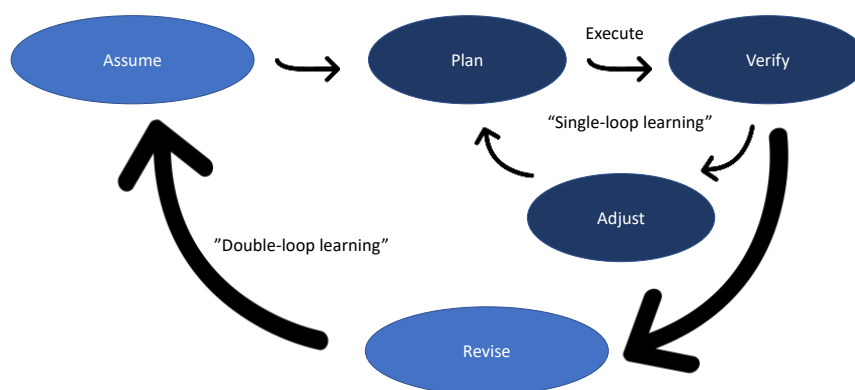 Execute
Assume
Plan
Verify
“Single-loop learning”
Adjust
”Double-loop learning”
Revise